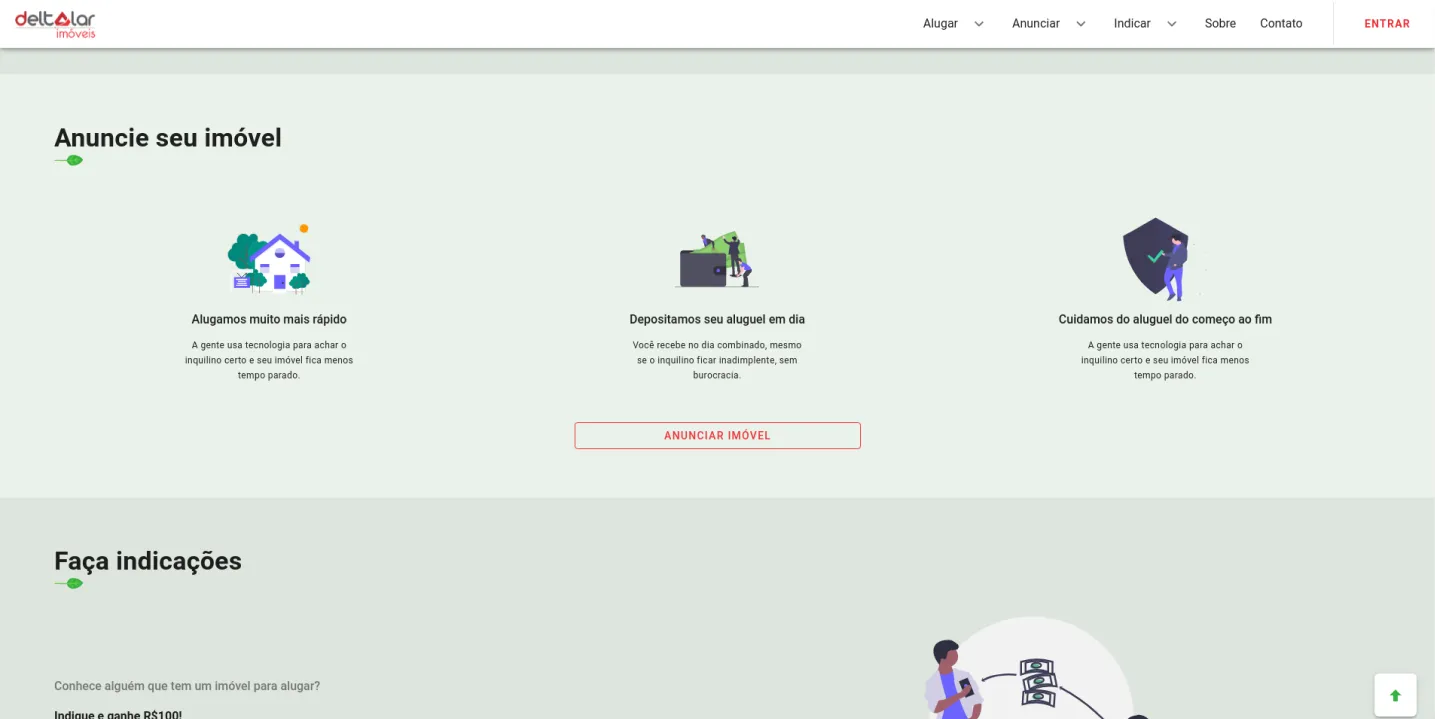 deltalar
imóveis
Alugar
Anunciar
Indicar
Sobre
Contato
ENTRAR
Anuncie seu imóvel
Alugamos muito mais rápido
A gente usa tecnologia para achar o
inquilino certo e seu imóvel fica menos
tempo parado.
Depositamos seu aluguel em dia
Você recebe no dia combinado, mesmo
se o inquilino ficar inadimplente, sem
burocracia.
Cuidamos do aluguel do começo ao fim
A gente usa tecnologia para achar o
inquilino certo e seu imóvel fica menos
tempo parado.
ANUNCIAR IMÓVEL
Faça indicações
Conhece alguém que tem um imóvel para alugar?
Indique e ganhe R$100!